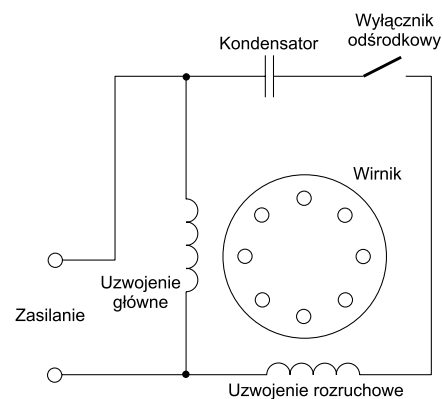 Wyłącznik
odśrodkowy
Kondensator
Wirnik
Uzwojenie
główne
Zasilanie
Uzwojenie rozruchowe